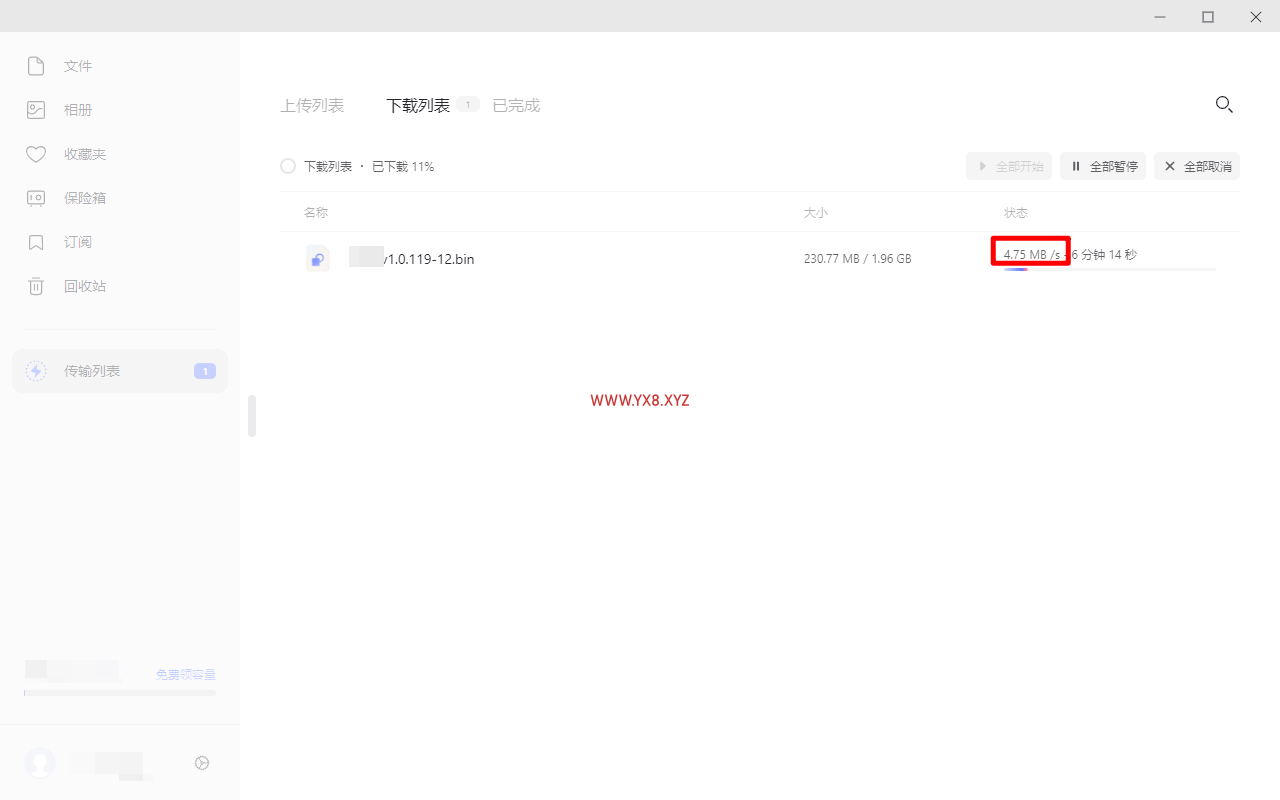 文件
相册
收藏夹
保险箱
订阅
回收站
传输列表 1
免费领容量
上传列表 下载列表 1 已完成
下载列表 · 已下载 11%
全部开始 全部暂停 全部取消
名称 大小 状态
v1.0.119-12.bin 230.77 MB / 1.96 GB 4.75 MB /s 6 分钟 14 秒
WWW.YX8.XYZ